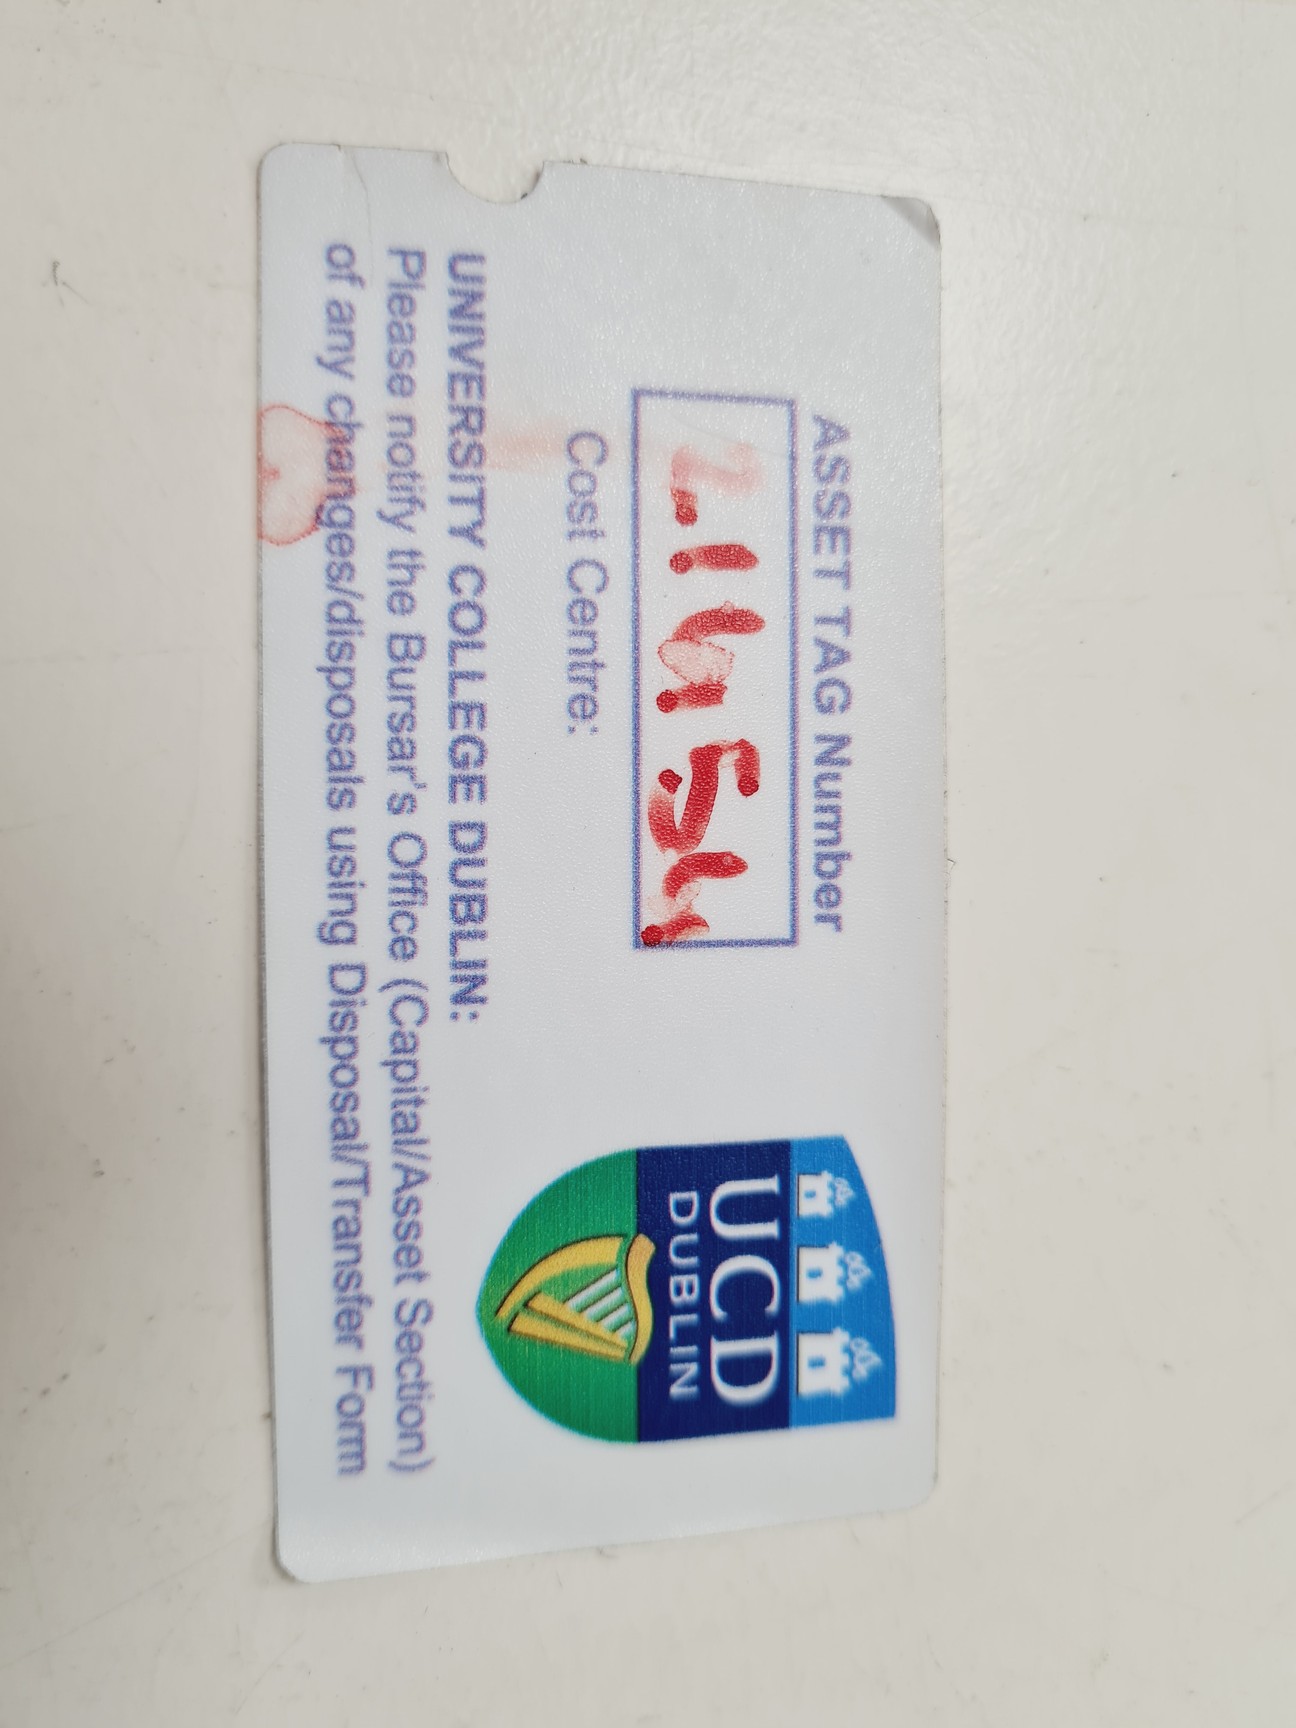 ASSET TAG Number
21454
Cost Centre:
UCD
DUBLIN
UNIVERSITY COLLEGE DUBLIN:
Please notify the Bursar's Office (Capital/Asset Section)
of any changes/disposals using Disposal/Transfer Form